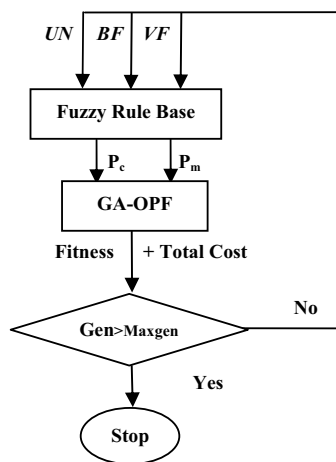 UN BF VF
Fuzzy Rule Base
Pc Pm
GA-OPF
Fitness + Total Cost
No
Gen>Maxgen
Yes
Stop